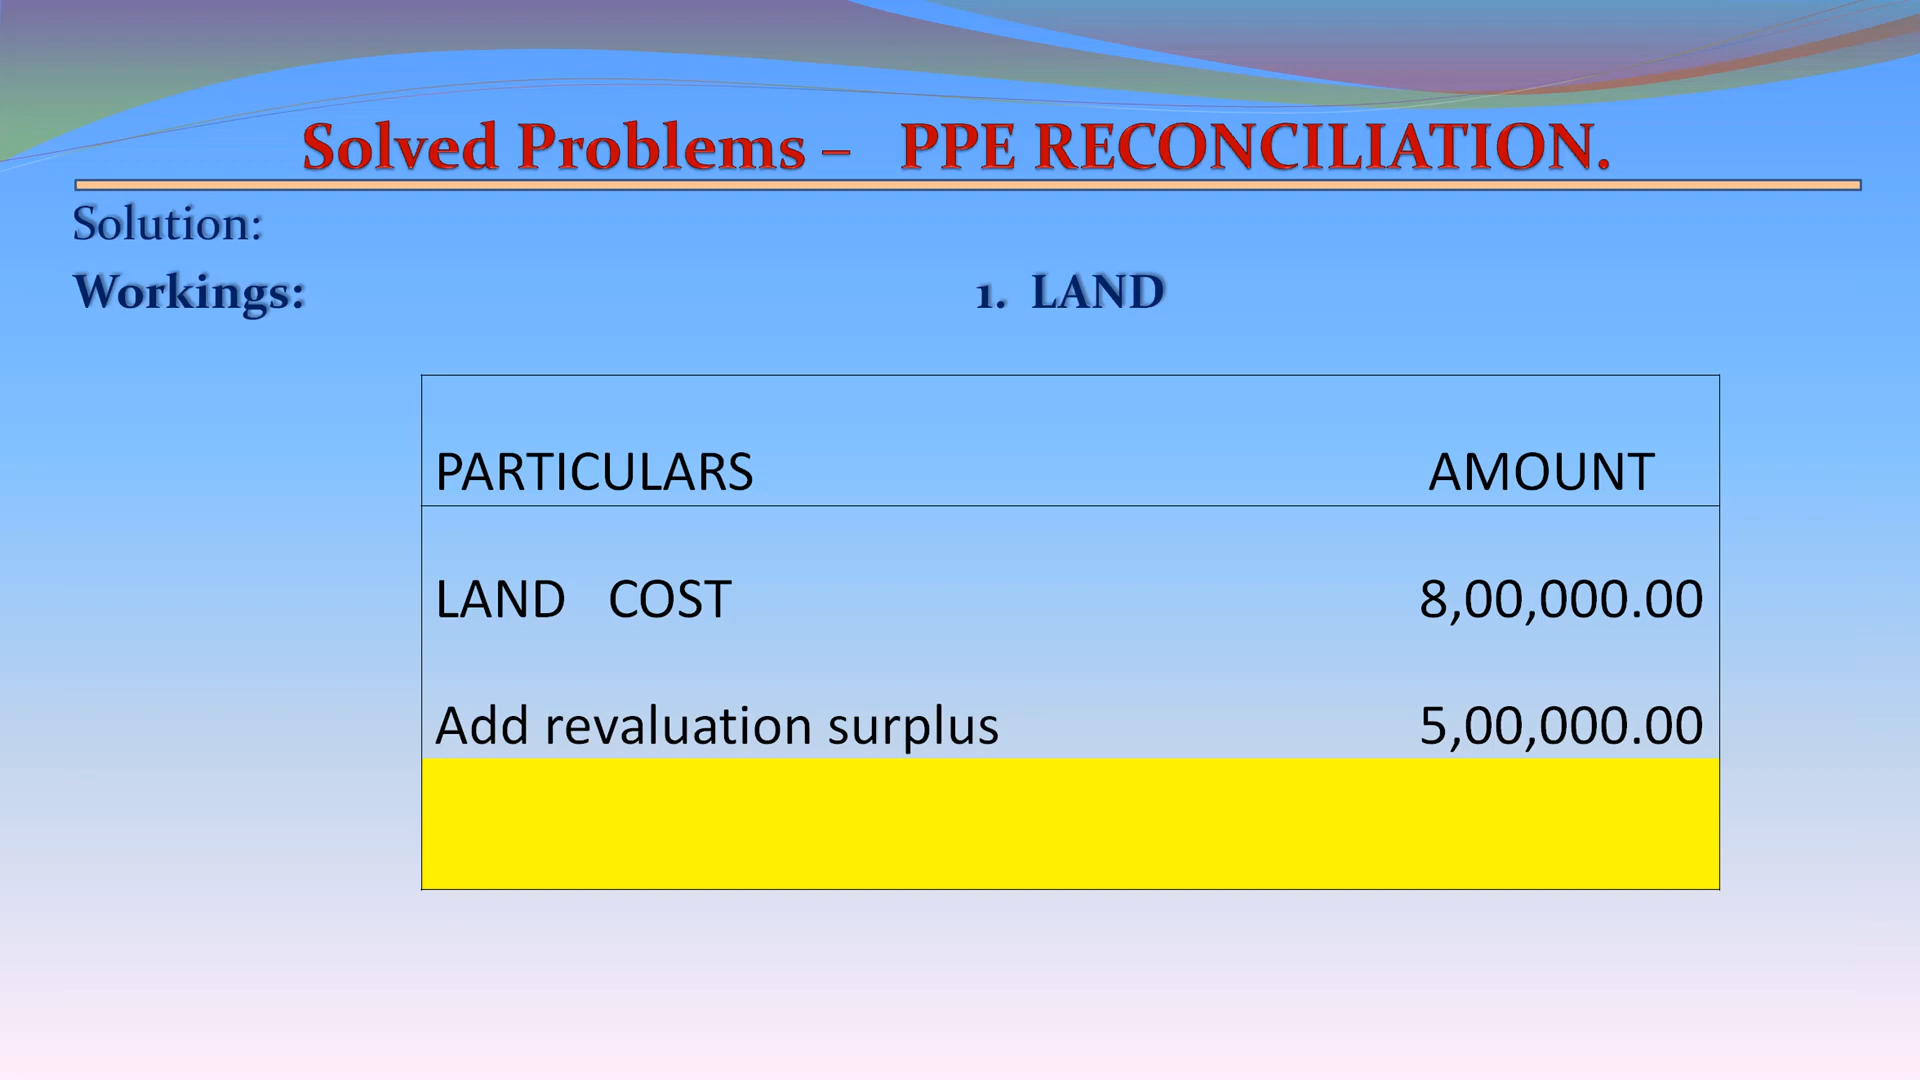 Solved Problems – PPE RECONCILIATION.
Solution:
Workings: 1. LAND
PARTICULARS AMOUNT
LAND COST 8,00,000.00
Add revaluation surplus 5,00,000.00